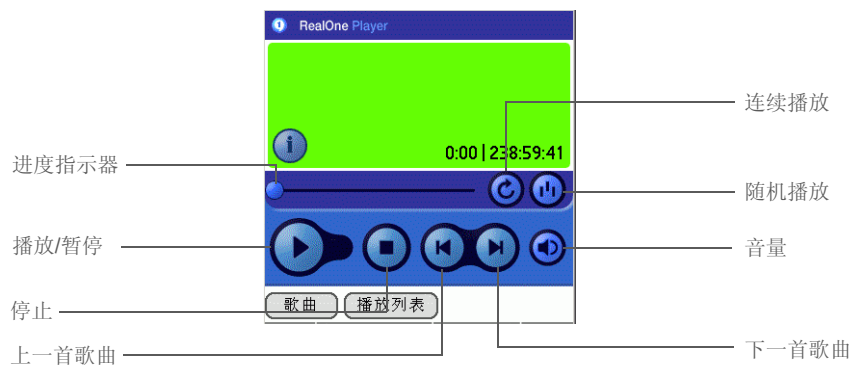 RealOne Player
连续播放
0:00 | 238:59:41
进度指示器
随机播放
播放/暂停
音量
歌曲
播放列表
停止
上一首歌曲
下一首歌曲